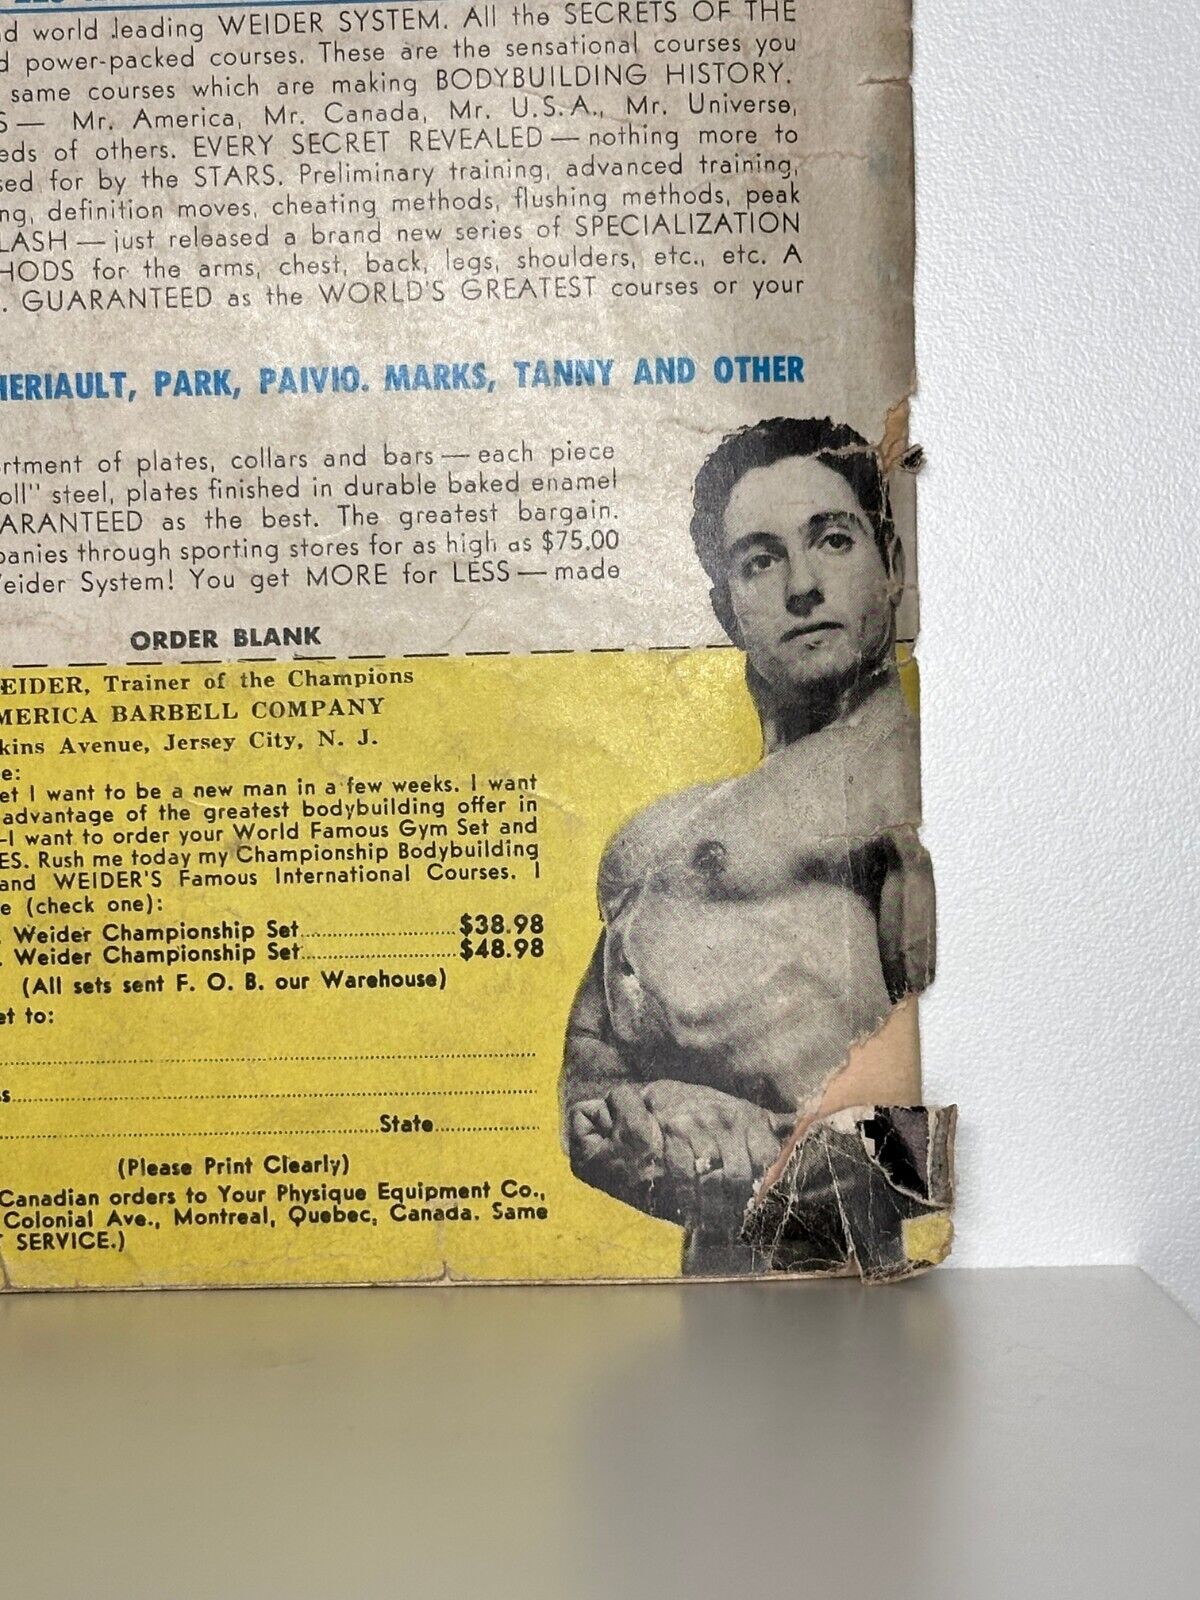 d world leading WEIDER SYSTEM. All the SECRETS OF THE
d power-packed courses. These are the sensational courses you
same courses which are making BODYBUILDING HISTORY.
S — Mr. America, Mr. Canada, Mr. U.S.A., Mr. Universe,
eds of others. EVERY SECRET REVEALED — nothing more to
sed for by the STARS. Preliminary training, advanced training,
ng, definition moves, cheating methods, flushing methods, peak
LASH — just released a brand new series of SPECIALIZATION
HODS for the arms, chest, back, legs, shoulders, etc., etc. A
. GUARANTEED as the WORLD'S GREATEST courses or your
HERIAULT, PARK, PAIVIO. MARKS, TANNY AND OTHER
rtment of plates, collars and bars — each piece
oll" steel, plates finished in durable baked enamel
ARANTEED as the best. The greatest bargain.
panies through sporting stores for as high as $75.00
Weider System! You get MORE for LESS — made
ORDER BLANK
EIDER, Trainer of the Champions
MERICA BARBELL COMPANY
kins Avenue, Jersey City, N. J.
e:
et I want to be a new man in a few weeks. I want
advantage of the greatest bodybuilding offer in
—I want to order your World Famous Gym Set and
ES. Rush me today my Championship Bodybuilding
and WEIDER'S Famous International Courses. I
e (check one):
. Weider Championship Set..........$38.98
. Weider Championship Set..........$48.98
(All sets sent F. O. B. our Warehouse)
et to:
s..........
..........State..........
(Please Print Clearly)
Canadian orders to Your Physique Equipment Co.,
Colonial Ave., Montreal, Quebec, Canada. Same
T SERVICE.)